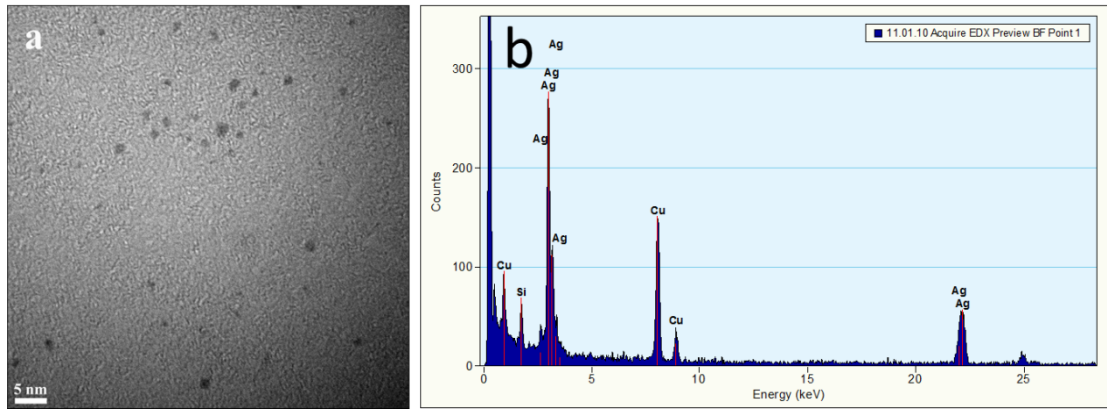 a
5 nm
b
11.01.10 Acquire EDX Preview BF Point 1
Ag
Ag
Ag
Ag
Ag
Cu
Si
Cu
Cu
Ag
Ag
300
200
100
0
Counts
0 5 10 15 20 25
Energy (keV)